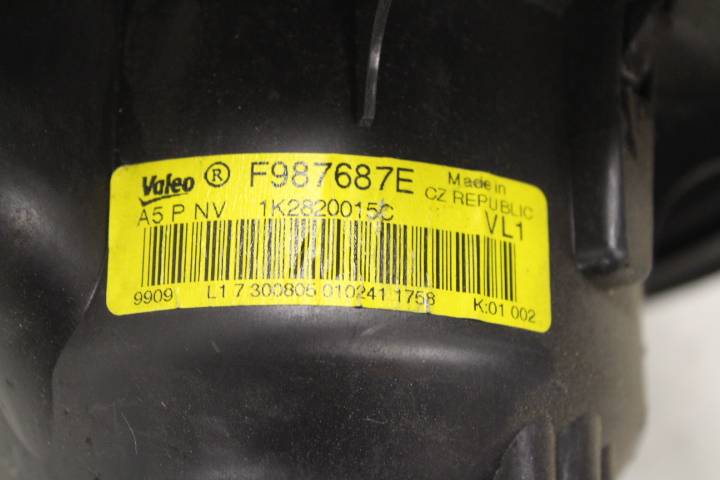 Valeo ® F987687E Made in
CZ REPUBLIC
A5 P NV 1K2820015C VL1
9909 L1 7 300805 010241 1758 K:01 002